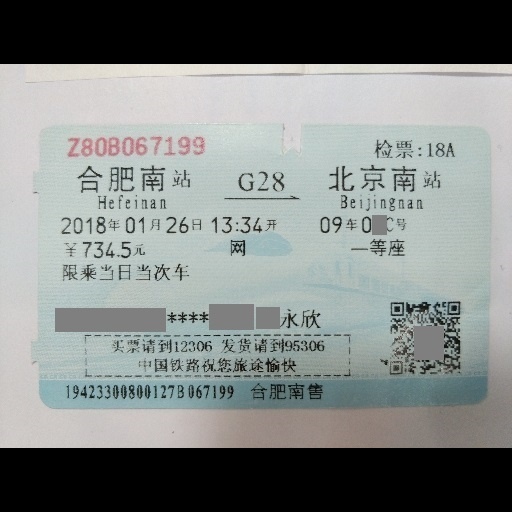 Z80B067199 检票:18A
合肥南站 G28 北京南站
Hefeinan Beijingnan
2018年01月26日 13:34开 09车0C号
￥734.5元 网 一等座
限乘当日当次车
****永欣
买票请到12306 发货请到95306
中国铁路祝您旅途愉快
19423300800127B067199 合肥南售